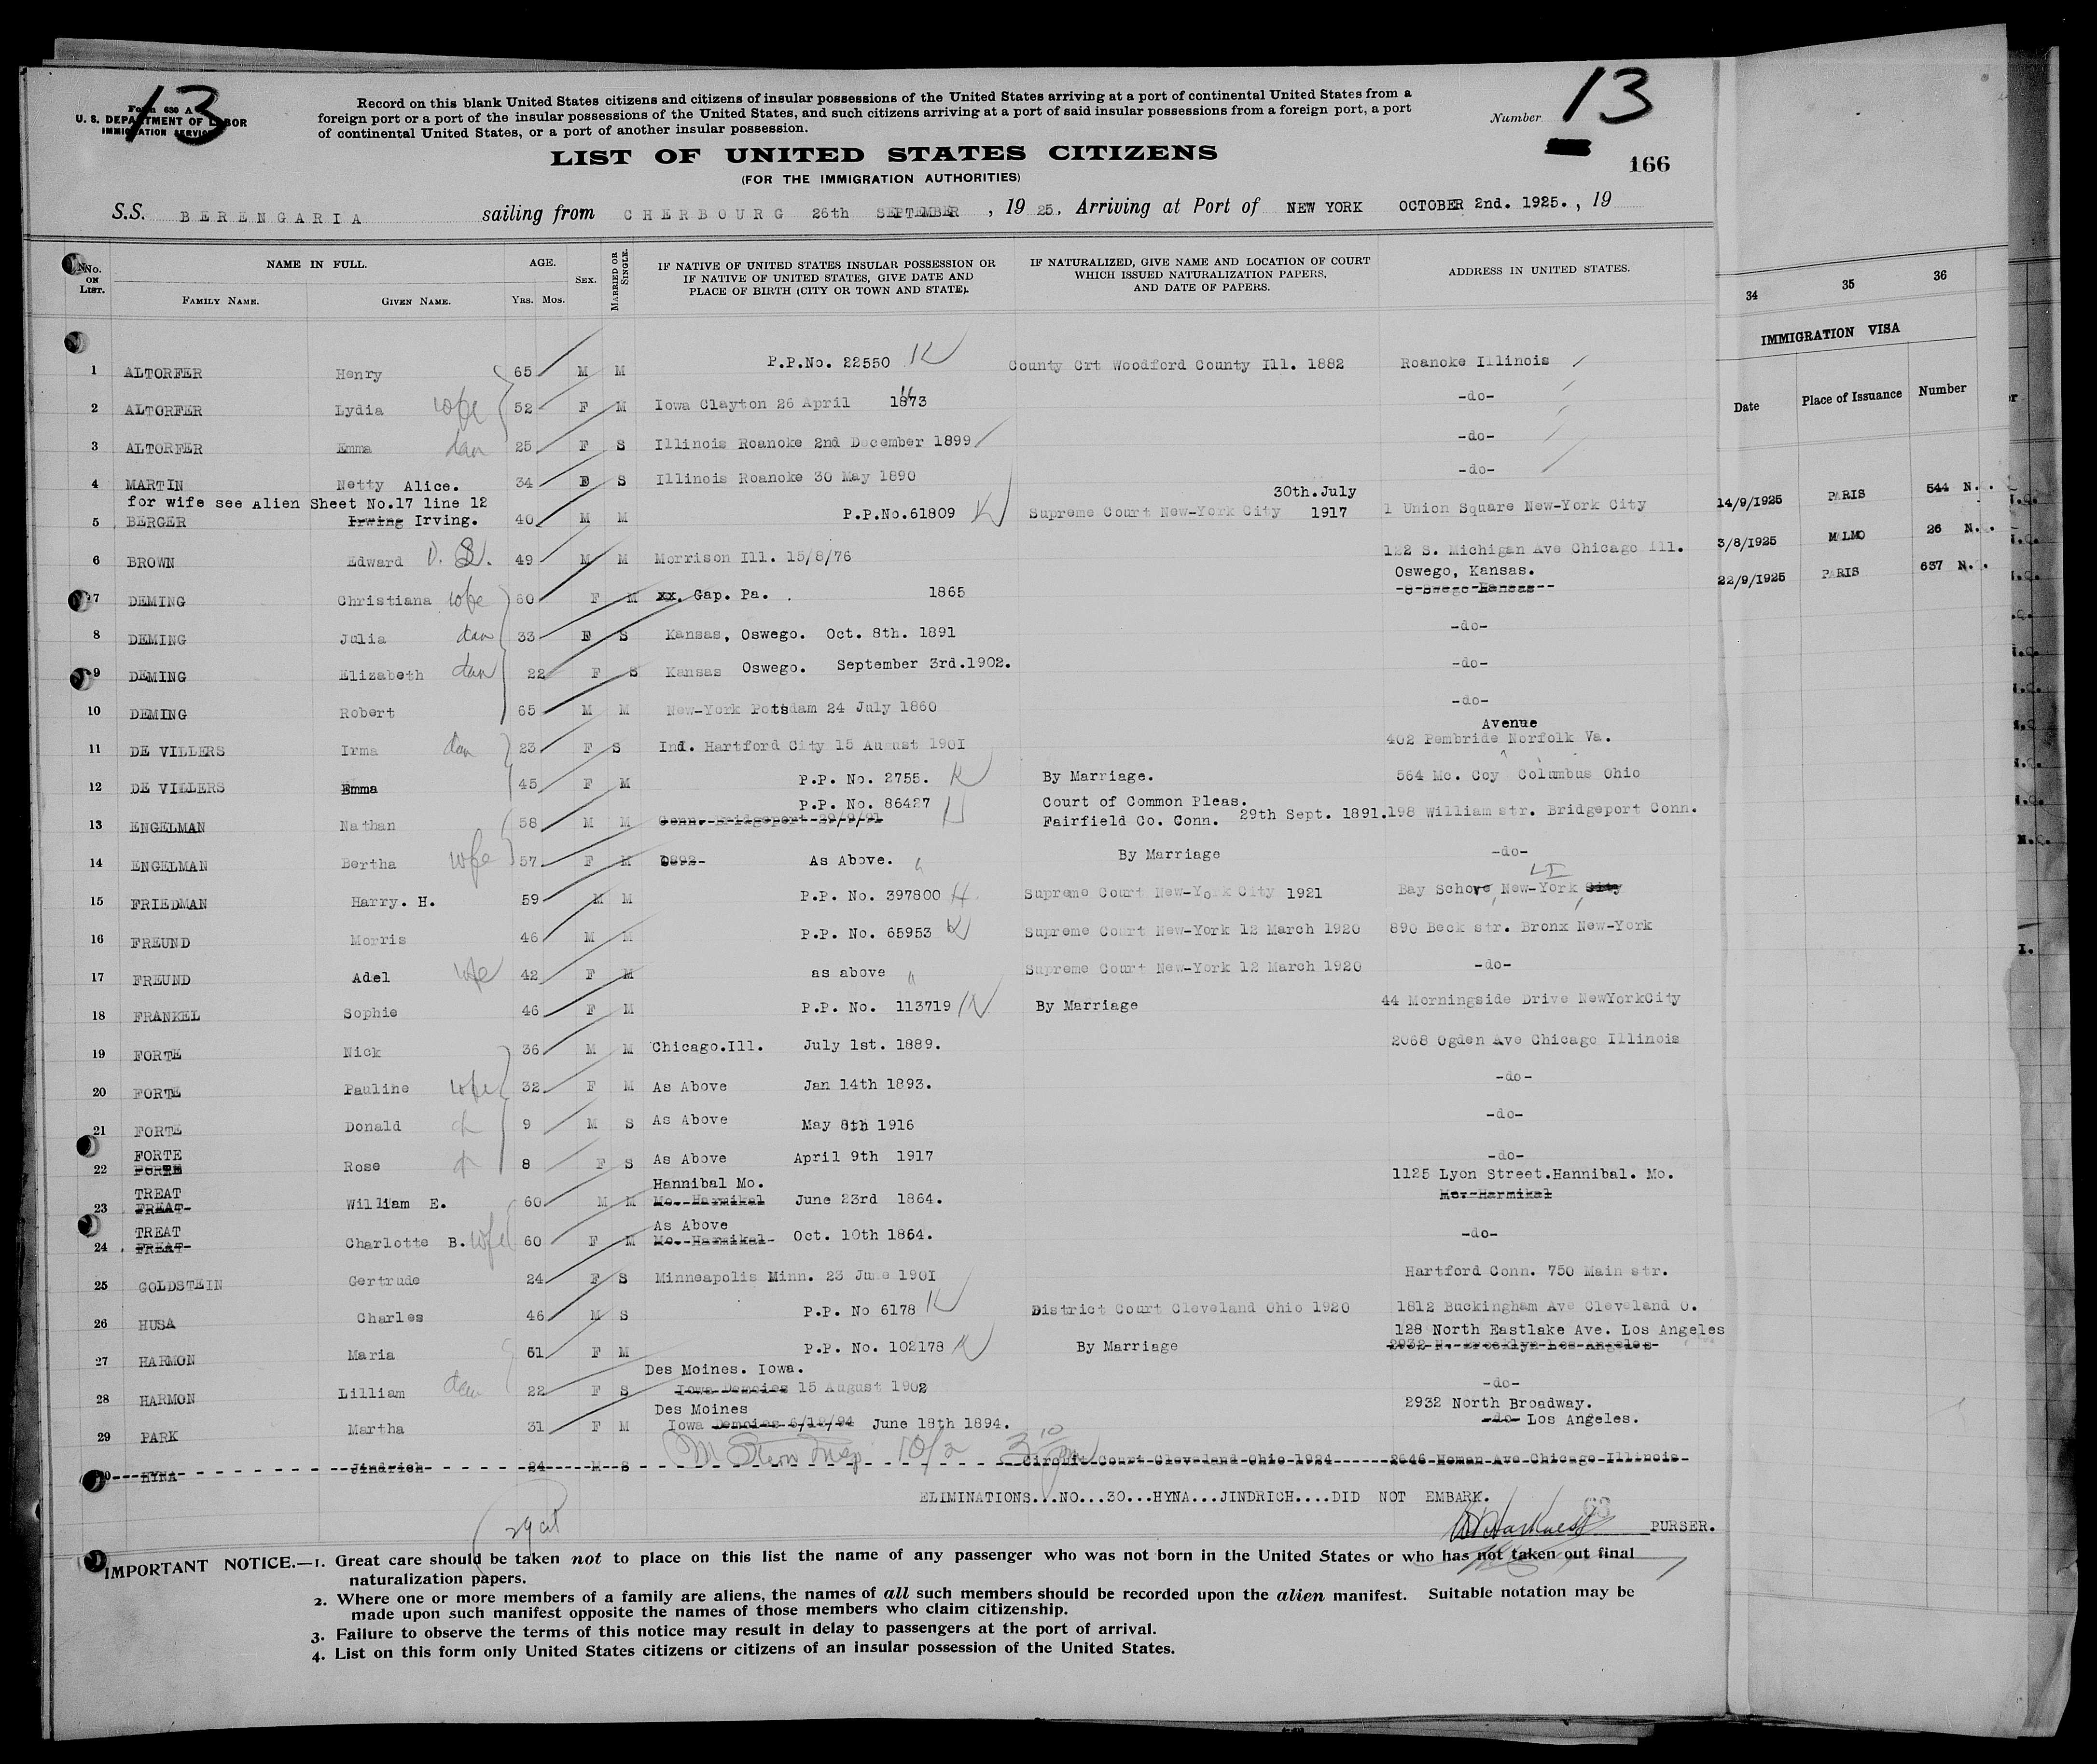 13
Form 630 A
U. S. DEPARTMENT OF LABOR
IMMIGRATION SERVICE
Record on this blank United States citizens and citizens of insular possessions of the United States arriving at a port of continental United States from a
foreign port or a port of the insular possessions of the United States, and such citizens arriving at a port of said insular possessions from a foreign port, a port
of continental United States, or a port of another insular possession.
Number 13
LIST OF UNITED STATES CITIZENS
(FOR THE IMMIGRATION AUTHORITIES)
166
S.S. BERENGARIA sailing from CHERBOURG 26th SEPTEMBER, 19 25, Arriving at Port of NEW YORK OCTOBER 2nd. 1925., 19
No. ON LIST.
NAME IN FULL.
FAMILY NAME.
GIVEN NAME.
AGE.
YRS. MOS.
SEX.
MARRIED OR SINGLE.
IF NATIVE OF UNITED STATES INSULAR POSSESSION OR
IF NATIVE OF UNITED STATES, GIVE DATE AND
PLACE OF BIRTH (CITY OR TOWN AND STATE).
IF NATURALIZED, GIVE NAME AND LOCATION OF COURT
WHICH ISSUED NATURALIZATION PAPERS,
AND DATE OF PAPERS.
ADDRESS IN UNITED STATES.
34 35 36
IMMIGRATION VISA
Date Place of Issuance Number
1 ALTORFER Henry 65 M M P.P.No. 22550 County Crt Woodford County Ill. 1882 Roanoke Illinois
2 ALTORFER Lydia wife 52 F M Iowa Clayton 26 April 1873 -do-
3 ALTORFER Emma dau 25 F S Illinois Roanoke 2nd December 1899 -do-
4 MARTIN Netty Alice. 34 F S Illinois Roanoke 30 May 1890 -do-
for wife see Alien Sheet No.17 line 12
5 BERGER Irwing Irving. 40 M M P.P.No.61809 Supreme Court New-York City 30th.July 1917 1 Union Square New-York City
14/9/1925 PARIS 544 N.
6 BROWN Edward 49 M M Morrison Ill. 15/8/76 122 S. Michigan Ave Chicago Ill.
3/8/1925 MALMO 26 N.
Oswego, Kansas.
22/9/1925 PARIS 637 N.
7 DEMING Christiana wife 60 F M xx. Gap. Pa. 1865 -O-Swego-Kansas--
8 DEMING Julia dau 33 F S Kansas, Oswego. Oct. 8th. 1891 -do-
9 DEMING Elizabeth dau 22 F S Kansas Oswego. September 3rd.1902. -do-
10 DEMING Robert 65 M M New-York Potsdam 24 July 1860 -do-
11 DE VILLERS Irma dau 23 F S Ind. Hartford City 15 August 1901 402 Pembride Avenue Norfolk Va.
12 DE VILLERS Emma 45 F M P.P. No. 2755. By Marriage. 564 Mc. Coy Columbus Ohio
13 ENGELMAN Nathan 58 M M P.P. No. 86427 Conn. Bridgeport 29/9/91 Court of Common Pleas.
Fairfield Co. Conn. 29th Sept. 1891. 198 William str. Bridgeport Conn.
14 ENGELMAN Bertha wife 57 F M As Above. By Marriage -do-
15 FRIEDMAN Harry. H. 59 M M P.P. No. 397800 Supreme Court New-York City 1921 Bay Schove, New-York City LI
16 FREUND Morris 46 M M P.P. No. 65953 Supreme Court New-York 12 March 1920 890 Beck str. Bronx New-York
17 FREUND Adel wife 42 F M as above Supreme Court New-York 12 March 1920 -do-
18 FRANKEL Sophie 46 F M P.P. No. 113719 By Marriage 44 Morningside Drive NewYorkCity
19 FORTE Nick 36 M M Chicago.Ill. July 1st. 1889. 2068 Ogden Ave Chicago Illinois
20 FORTE Pauline wife 32 F M As Above Jan 14th 1893. -do-
21 FORTE Donald 9 M S As Above May 8th 1916 -do-
FORTE
22 FORTE Rose 8 F S As Above April 9th 1917 -do-
TREAT Hannibal Mo. 1125 Lyon Street.Hannibal. Mo.
23 FREAT- William E. 60 M M Mo.-Harmikal June 23rd 1864. Mo.-Harmikal
TREAT As Above
24 FREAT- Charlotte B. wife 60 F M Mo.-Harmikal- Oct. 10th 1864. -do-
25 GOLDSTEIN Gertrude 24 F S Minneapolis Minn. 23 June 1901 Hartford Conn. 750 Main str.
26 HUSA Charles 46 M S P.P. No 6178 District Court Cleveland Ohio 1920 1812 Buckingham Ave Cleveland O.
128 North Eastlake Ave. Los Angeles
27 HARMON Maria 61 F M P.P. No. 102178 By Marriage 2932-N.-Brooklyn-Los-Angeles-
Des Moines. Iowa.
28 HARMON Lilliam dau 22 F S Iowa Demoies 15 August 1902 -do-
Des Moines 2932 North Broadway.
29 PARK Martha 31 F M Iowa Demoies 6/18/94 June 18th 1894. -do- Los Angeles.
30 HYNA Jindrich 24 M S Circuit-Court-Cleveland-Ohio-1924 2646-Homan-Ave-Chicago-Illinois-
ELIMINATIONS...NO...30...HYNA...JINDRICH....DID NOT EMBARK.
63
PURSER.
IMPORTANT NOTICE.—1. Great care should be taken not to place on this list the name of any passenger who was not born in the United States or who has not taken out final
naturalization papers.
2. Where one or more members of a family are aliens, the names of all such members should be recorded upon the alien manifest. Suitable notation may be
made upon such manifest opposite the names of those members who claim citizenship.
3. Failure to observe the terms of this notice may result in delay to passengers at the port of arrival.
4. List on this form only United States citizens or citizens of an insular possession of the United States.